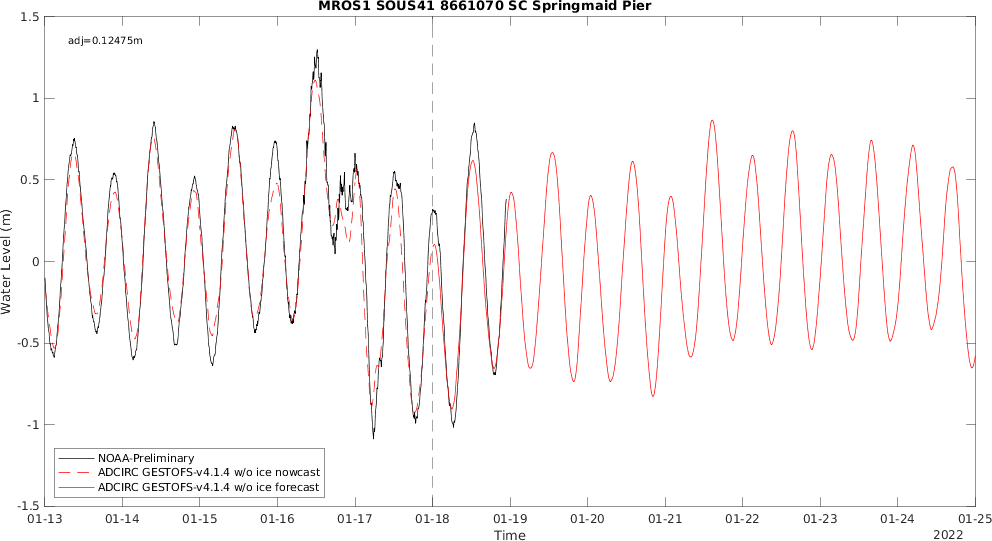 MROS1 SOUS41 8661070 SC Springmaid Pier
adj=0.12475m
1.5
1
0.5
0
-0.5
-1
-1.5
Water Level (m)
NOAA-Preliminary
ADCIRC GESTOFS-v4.1.4 w/o ice nowcast
ADCIRC GESTOFS-v4.1.4 w/o ice forecast
01-13 01-14 01-15 01-16 01-17 01-18 01-19 01-20 01-21 01-22 01-23 01-24 01-25
Time
2022